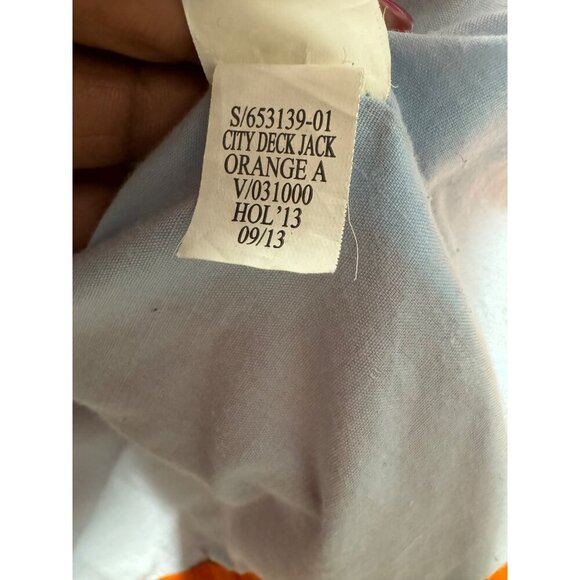 S/653139-01
CITY DECK JACK
ORANGE A
V/031000
HOL '13
09/13